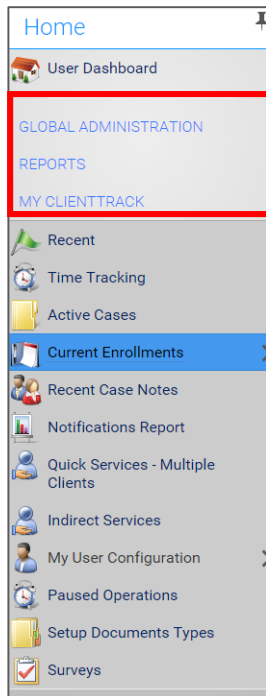 Home
User Dashboard
GLOBAL ADMINISTRATION
REPORTS
MY CLIENTTRACK
Recent
Time Tracking
Active Cases
Current Enrollments
Recent Case Notes
Notifications Report
Quick Services - Multiple
Clients
Indirect Services
My User Configuration
Paused Operations
Setup Documents Types
Surveys